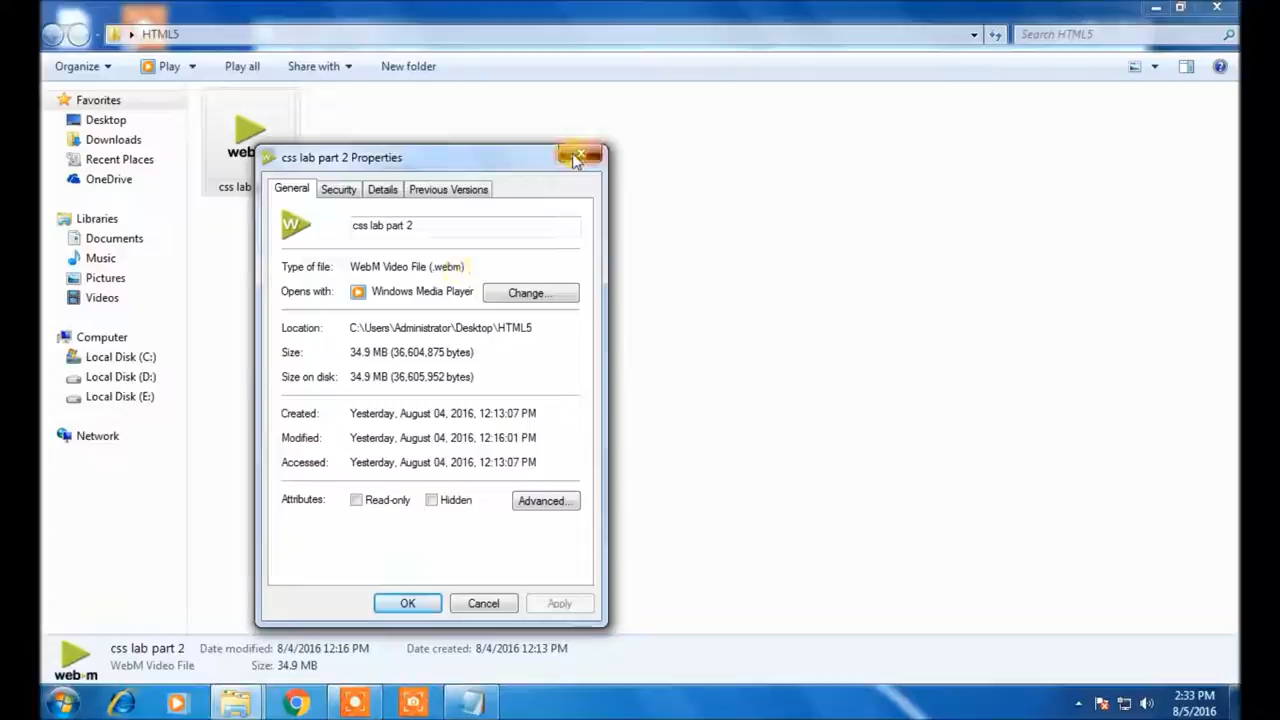 HTML5
Search HTML5
Organize Play Play all Share with New folder
Favorites
Desktop
Downloads
Recent Places
OneDrive
Libraries
Documents
Music
Pictures
Videos
Computer
Local Disk (C:)
Local Disk (D:)
Local Disk (E:)
Network
web
css lab
css lab part 2 Properties
General Security Details Previous Versions
W
css lab part 2
Type of file: WebM Video File (.webm)
Opens with: Windows Media Player Change...
Location: C:\Users\Administrator\Desktop\HTML5
Size: 34.9 MB (36,604,875 bytes)
Size on disk: 34.9 MB (36,605,952 bytes)
Created: Yesterday, August 04, 2016, 12:13:07 PM
Modified: Yesterday, August 04, 2016, 12:16:01 PM
Accessed: Yesterday, August 04, 2016, 12:13:07 PM
Attributes: Read-only Hidden Advanced...
OK Cancel Apply
web m
css lab part 2 Date modified: 8/4/2016 12:16 PM Date created: 8/4/2016 12:13 PM
WebM Video File Size: 34.9 MB
2:33 PM
8/5/2016